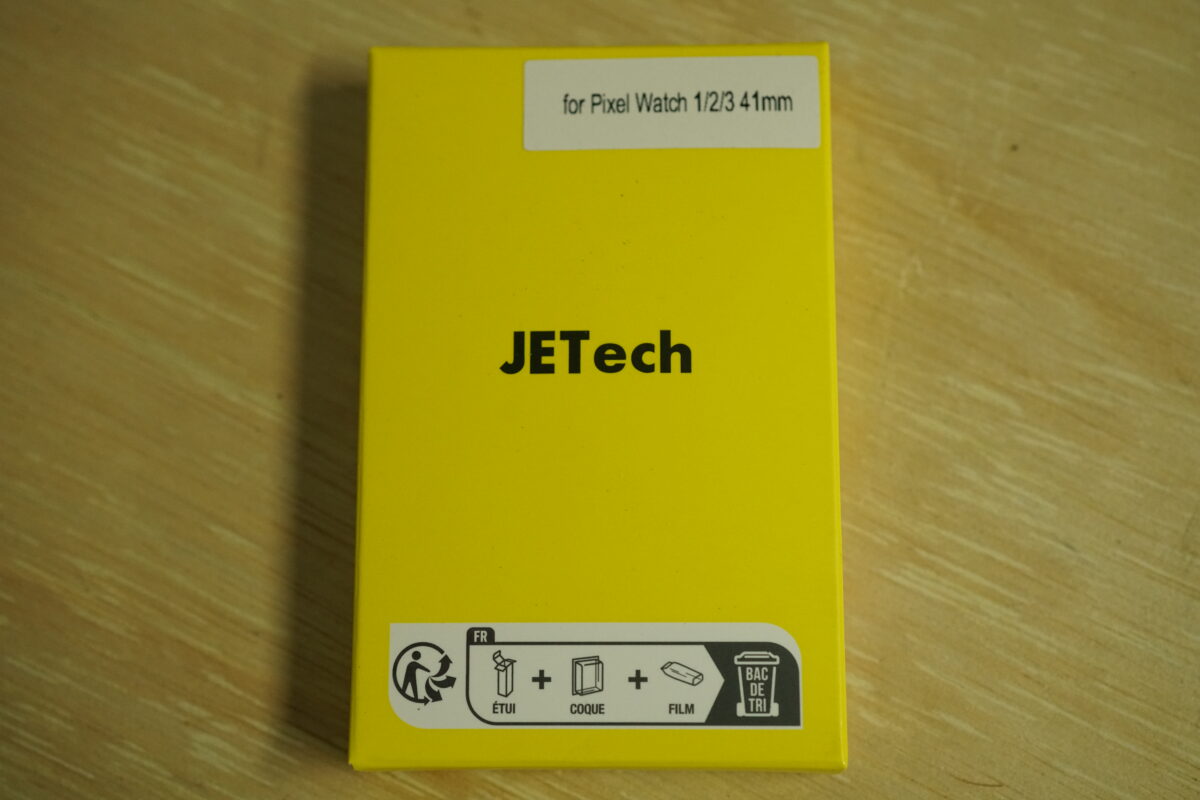 for Pixel Watch 1/2/3 41mm
JETech
FR
ÉTUI + COQUE + FILM
BAC
DE
TRI